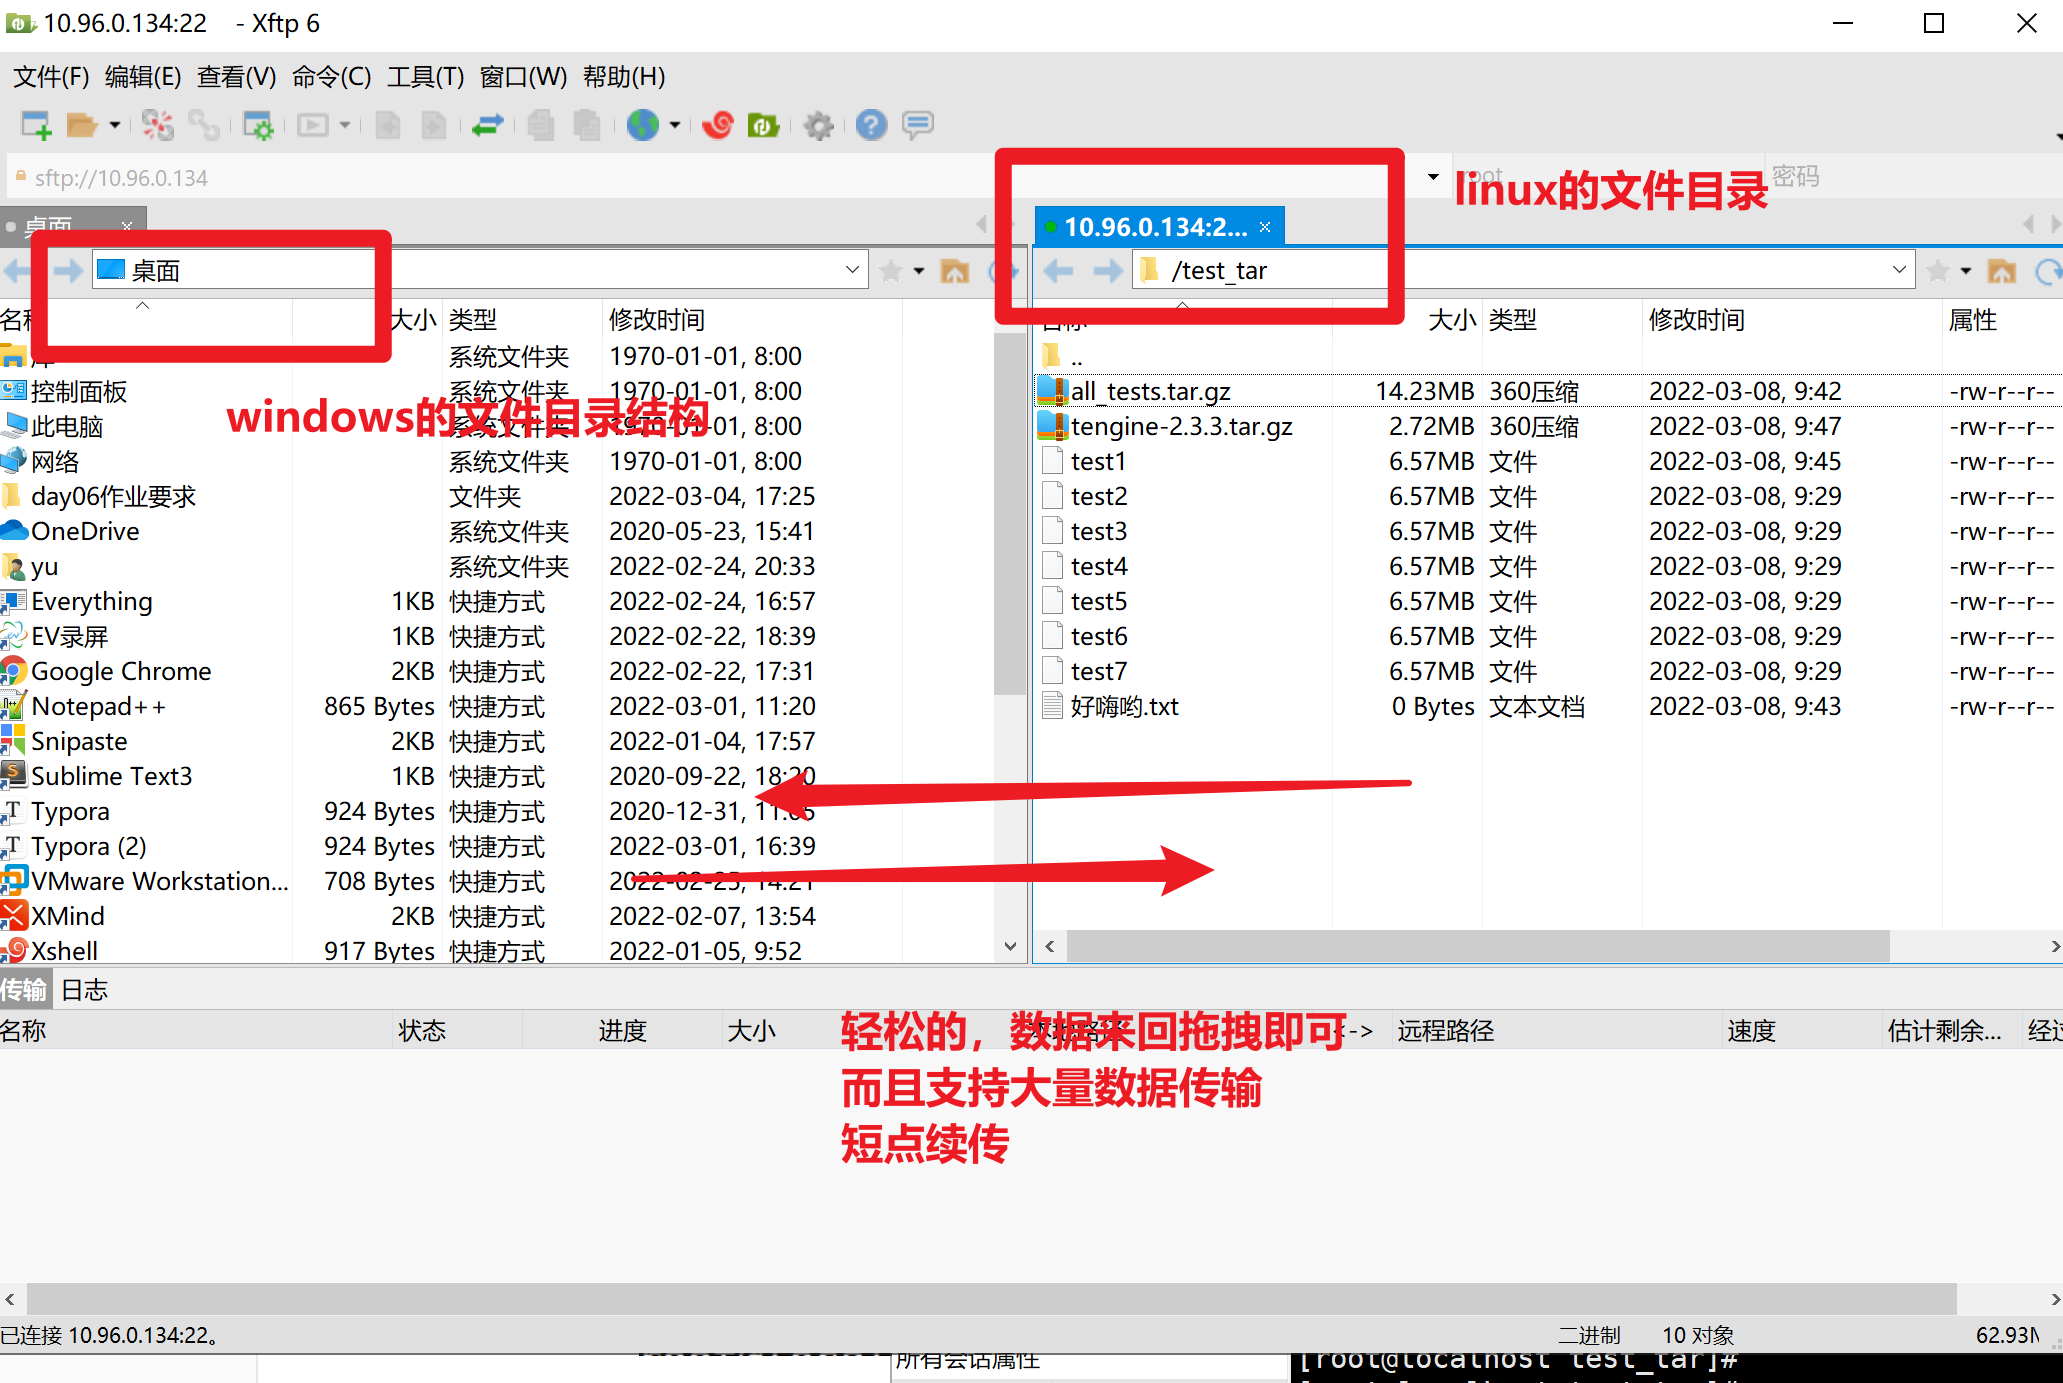 10.96.0.134:22 - Xftp 6
文件(F) 编辑(E) 查看(V) 命令(C) 工具(T) 窗口(W) 帮助(H)
sftp://10.96.0.134
root
密码
linux的文件目录
桌面
10.96.0.134:2...
桌面
/test_tar
大小 类型 修改时间
控制面板 系统文件夹 1970-01-01, 8:00
系统文件夹 1970-01-01, 8:00
此电脑 系统文件夹 1970-01-01, 8:00
windows的文件目录结构
网络 系统文件夹 1970-01-01, 8:00
day06作业要求 文件夹 2022-03-04, 17:25
OneDrive 系统文件夹 2020-05-23, 15:41
yu 系统文件夹 2022-02-24, 20:33
Everything 1KB 快捷方式 2022-02-24, 16:57
EV录屏 1KB 快捷方式 2022-02-22, 18:39
Google Chrome 2KB 快捷方式 2022-02-22, 17:31
Notepad++ 865 Bytes 快捷方式 2022-03-01, 11:20
Snipaste 2KB 快捷方式 2022-01-04, 17:57
Sublime Text3 1KB 快捷方式 2020-09-22, 18:20
Typora 924 Bytes 快捷方式 2020-12-31,
Typora (2) 924 Bytes 快捷方式 2022-03-01, 16:39
VMware Workstation... 708 Bytes 快捷方式 2022-02-25, 14:21
XMind 2KB 快捷方式 2022-02-07, 13:54
Xshell 917 Bytes 快捷方式 2022-01-05, 9:52
名称 大小 类型 修改时间 属性
..
all_tests.tar.gz 14.23MB 360压缩 2022-03-08, 9:42 -rw-r--r--
tengine-2.3.3.tar.gz 2.72MB 360压缩 2022-03-08, 9:47 -rw-r--r--
test1 6.57MB 文件 2022-03-08, 9:45 -rw-r--r--
test2 6.57MB 文件 2022-03-08, 9:29 -rw-r--r--
test3 6.57MB 文件 2022-03-08, 9:29 -rw-r--r--
test4 6.57MB 文件 2022-03-08, 9:29 -rw-r--r--
test5 6.57MB 文件 2022-03-08, 9:29 -rw-r--r--
test6 6.57MB 文件 2022-03-08, 9:29 -rw-r--r--
test7 6.57MB 文件 2022-03-08, 9:29 -rw-r--r--
好嗨哟.txt 0 Bytes 文本文档 2022-03-08, 9:43 -rw-r--r--
传输 日志
名称 状态 进度 大小 本地路径 <-> 远程路径 速度 估计剩余... 经过
轻松的，数据来回拖拽即可
而且支持大量数据传输
短点续传
已连接 10.96.0.134:22。 二进制 10 对象 62.93
所有会话属性
[root@localhost test_tar]#